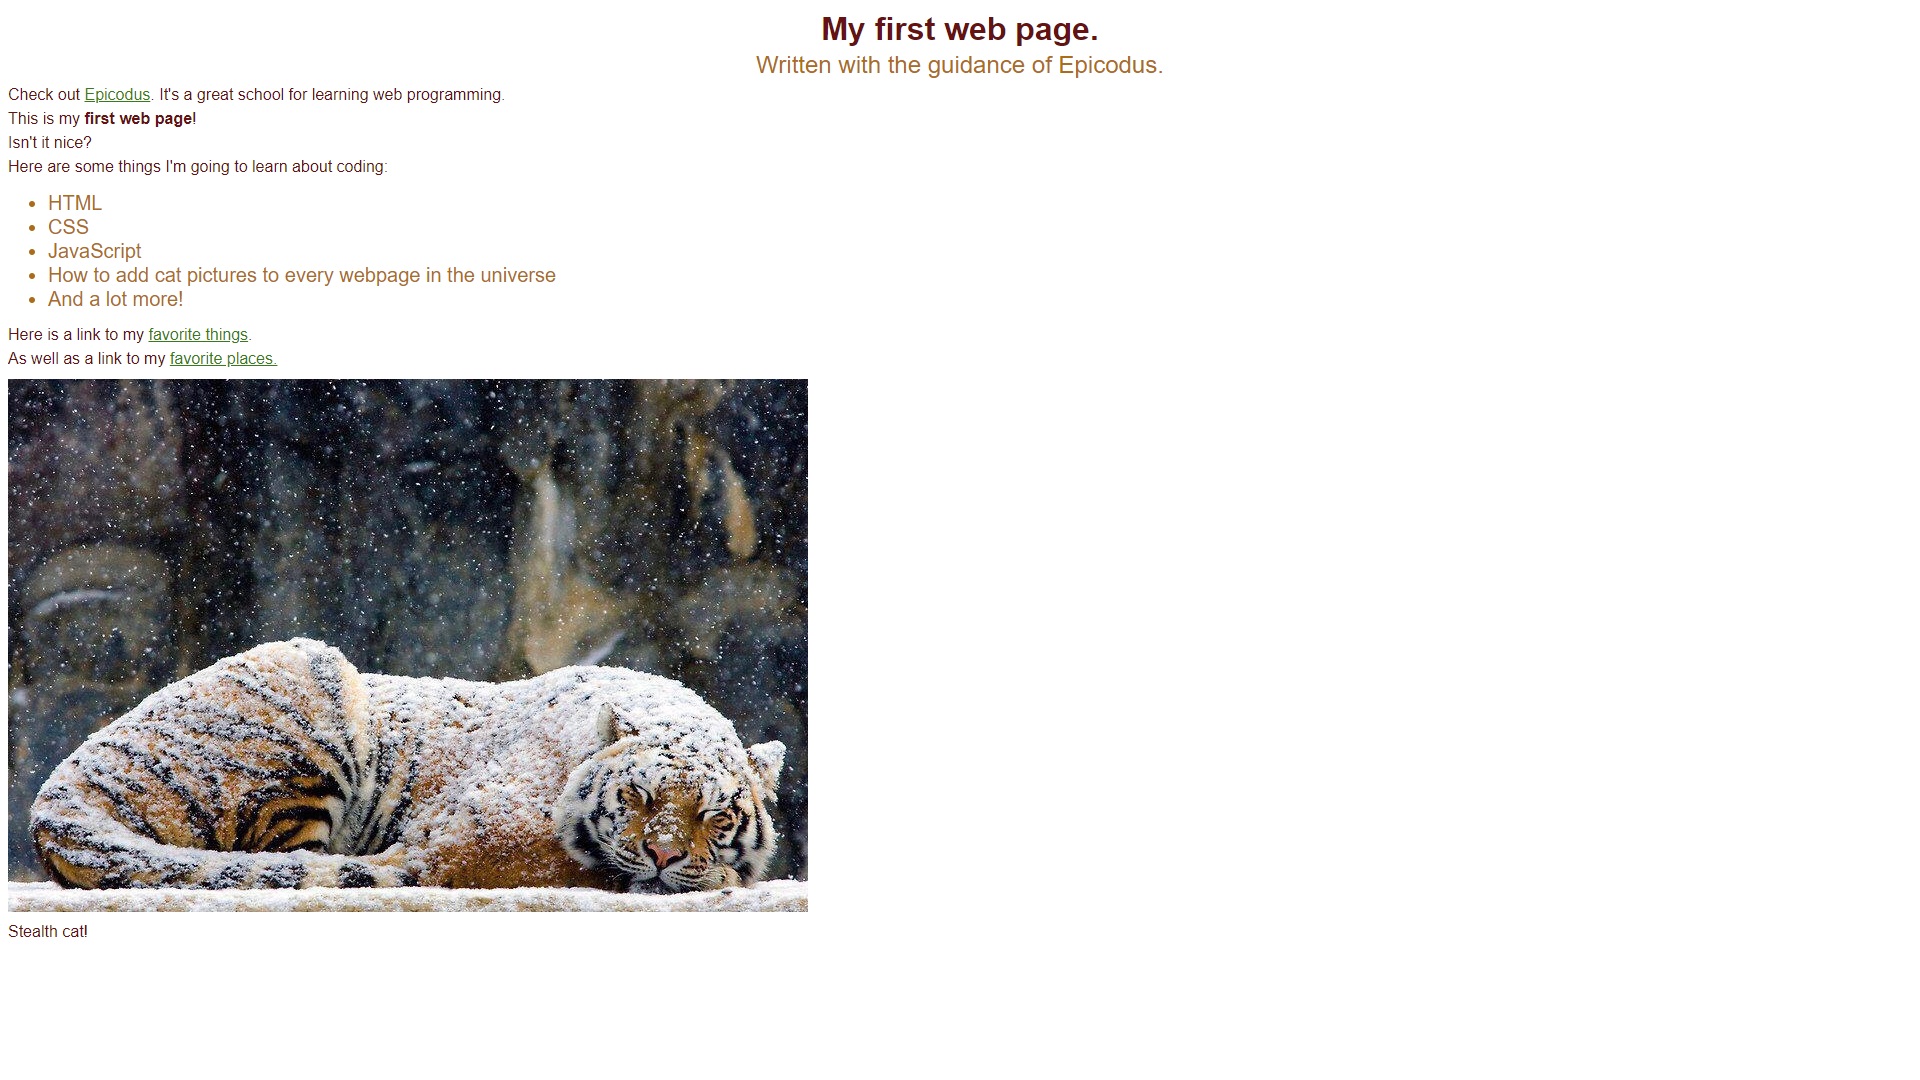 My first web page.
Written with the guidance of Epicodus.
Check out Epicodus. It's a great school for learning web programming.
This is my first web page!
Isn't it nice?
Here are some things I'm going to learn about coding:
• HTML
• CSS
• JavaScript
• How to add cat pictures to every webpage in the universe
• And a lot more!
Here is a link to my favorite things.
As well as a link to my favorite places.
Stealth cat!